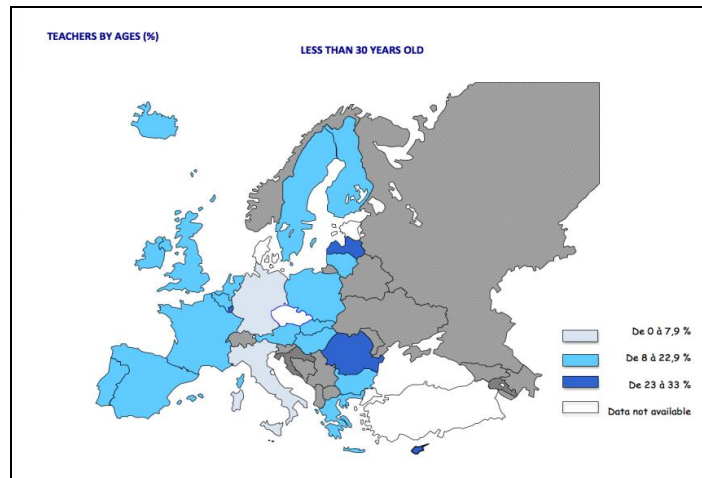 TEACHERS BY AGES (%)
LESS THAN 30 YEARS OLD
De 0 à 7,9 %
De 8 à 22,9 %
De 23 à 33 %
Data not available